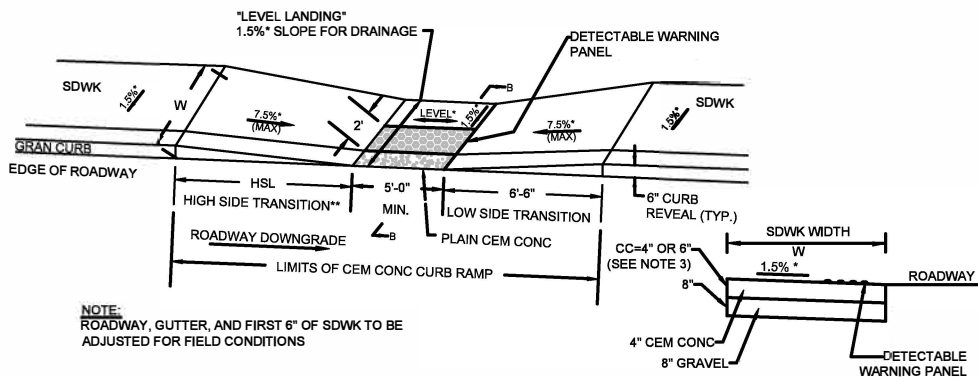 "LEVEL LANDING"
1.5%* SLOPE FOR DRAINAGE
DETECTABLE WARNING
PANEL
SDWK
1.5%*
W
7.5%*
(MAX)
2'
LEVEL*
1.5%*
B
7.5%*
(MAX)
SDWK
1.5%*
GRAN CURB
EDGE OF ROADWAY
HSL
HIGH SIDE TRANSITION**
5'-0"
MIN.
6'-6"
LOW SIDE TRANSITION
6" CURB
REVEAL (TYP.)
B
PLAIN CEM CONC
ROADWAY DOWNGRADE
LIMITS OF CEM CONC CURB RAMP
NOTE:
ROADWAY, GUTTER, AND FIRST 6" OF SDWK TO BE
ADJUSTED FOR FIELD CONDITIONS
SDWK WIDTH
W
CC=4" OR 6"
(SEE NOTE 3)
1.5% *
ROADWAY
8"
4" CEM CONC
8" GRAVEL
DETECTABLE
WARNING PANEL